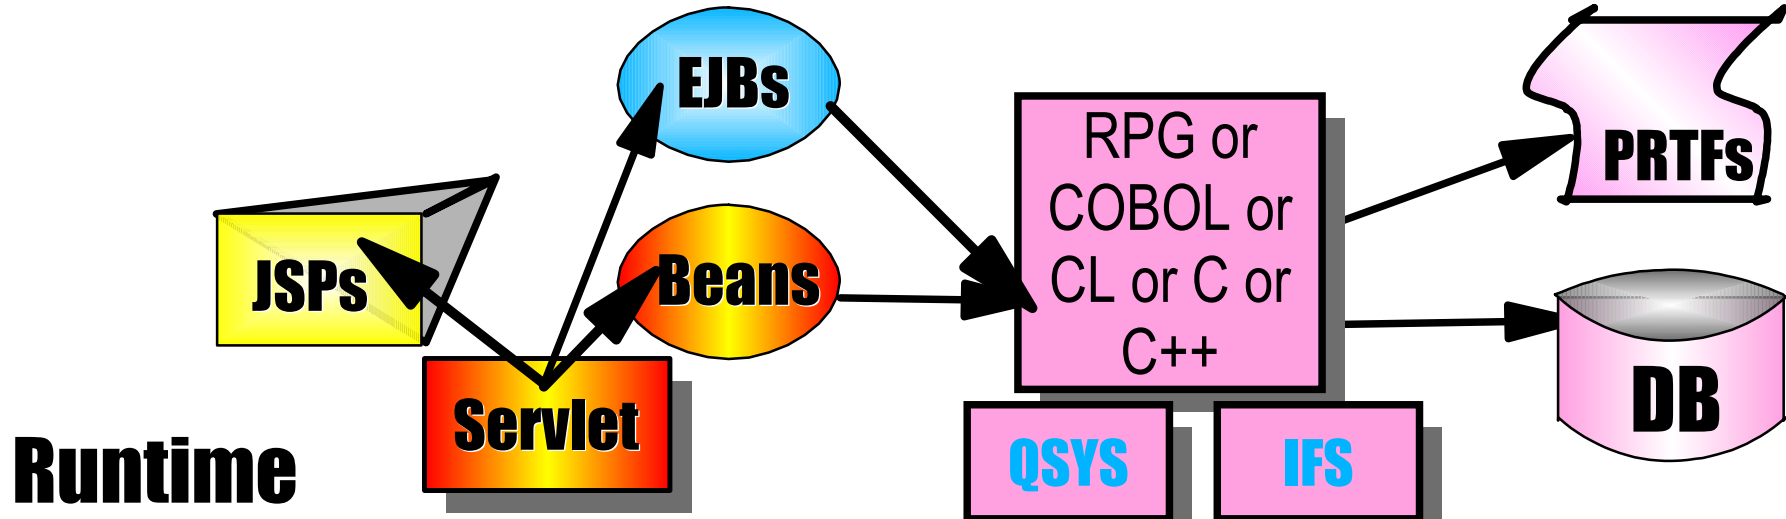 EJBs
RPG or
COBOL or
CL or C or
C++
PRTFs
JSPs
Beans
DB
Servlet
QSYS
IFS
Runtime